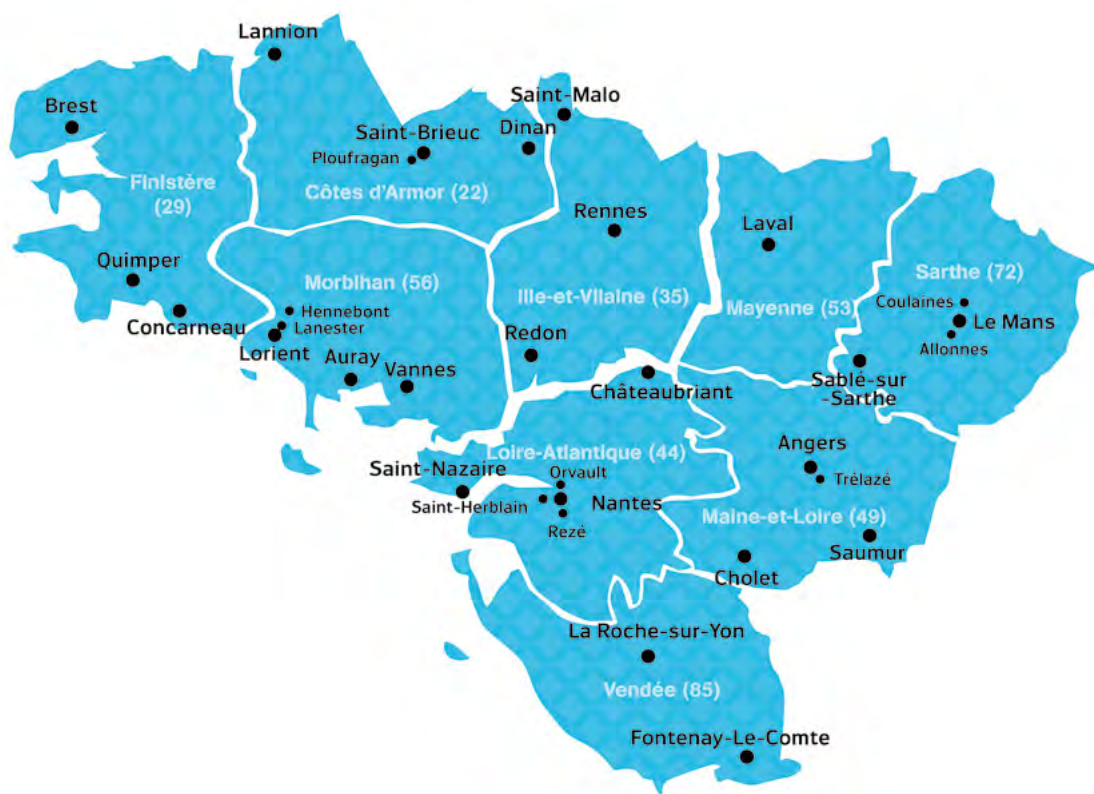 Lannion
Brest
Saint-Malo
Saint-Brieuc
Dinan
Ploufragan
Finistère
(29)
Côtes d'Armor (22)
Rennes
Laval
Quimper
Morbihan (56)
Ille-et-Vilaine (35)
Mayenne (53)
Sarthe (72)
Coulaines
Le Mans
Allonnes
Hennebont
Lanester
Concarneau
Lorient
Redon
Auray
Vannes
Châteaubriant
Sablé-sur
-Sarthe
Loire-Atlantique (44)
Angers
Trélazé
Saint-Nazaire
Orvault
Saint-Herblain
Nantes
Rezé
Maine-et-Loire (49)
Saumur
Cholet
La Roche-sur-Yon
Vendée (85)
Fontenay-Le-Comte